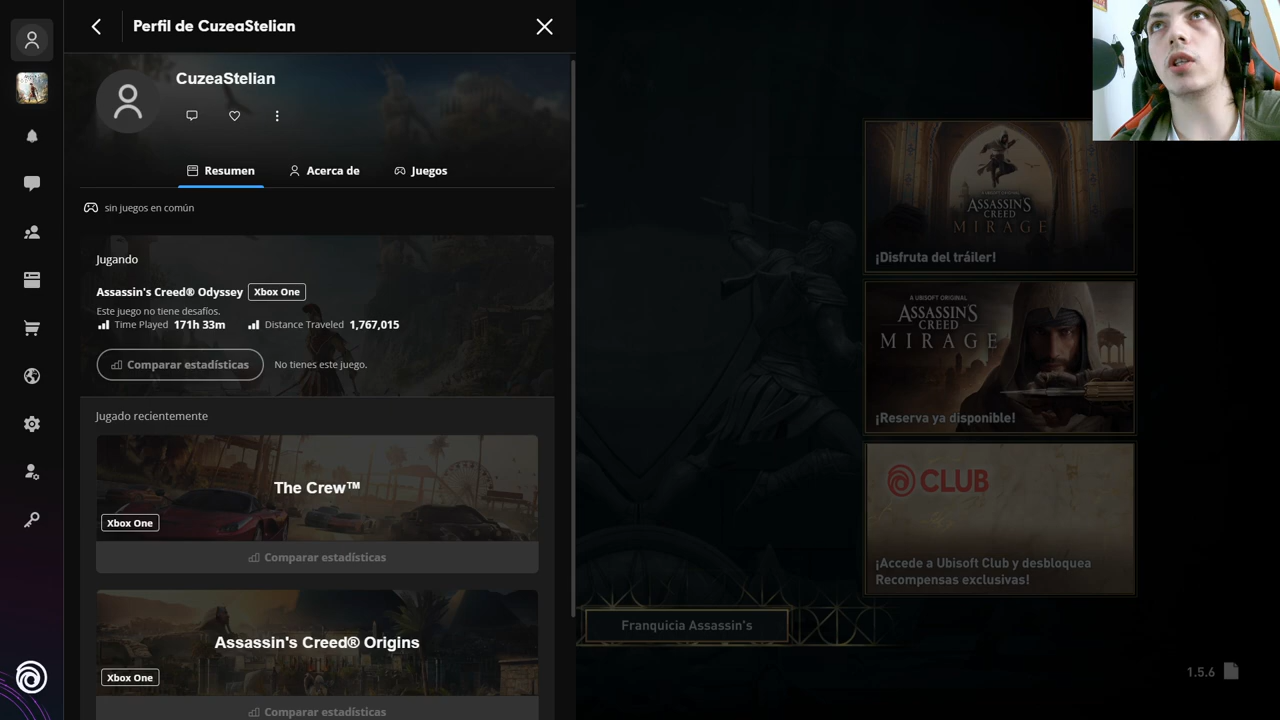 Perfil de CuzeaStelian
CuzeaStelian
Resumen
Acerca de
Juegos
sin juegos en común
Jugando
Assassin's Creed® Odyssey Xbox One
Este juego no tiene desafíos.
Time Played 171h 33m Distance Traveled 1,767,015
Comparar estadísticas No tienes este juego.
Jugado recientemente
The Crew™
Xbox One
Comparar estadísticas
Assassin's Creed® Origins
Xbox One
Comparar estadísticas
ASSASSIN'S
CREED
MIRAGE
¡Disfruta del tráiler!
A UBISOFT ORIGINAL
ASSASSIN'S
CREED
MIRAGE
¡Reserva ya disponible!
CLUB
¡Accede a Ubisoft Club y desbloquea
Recompensas exclusivas!
Franquicia Assassin's
1.5.6